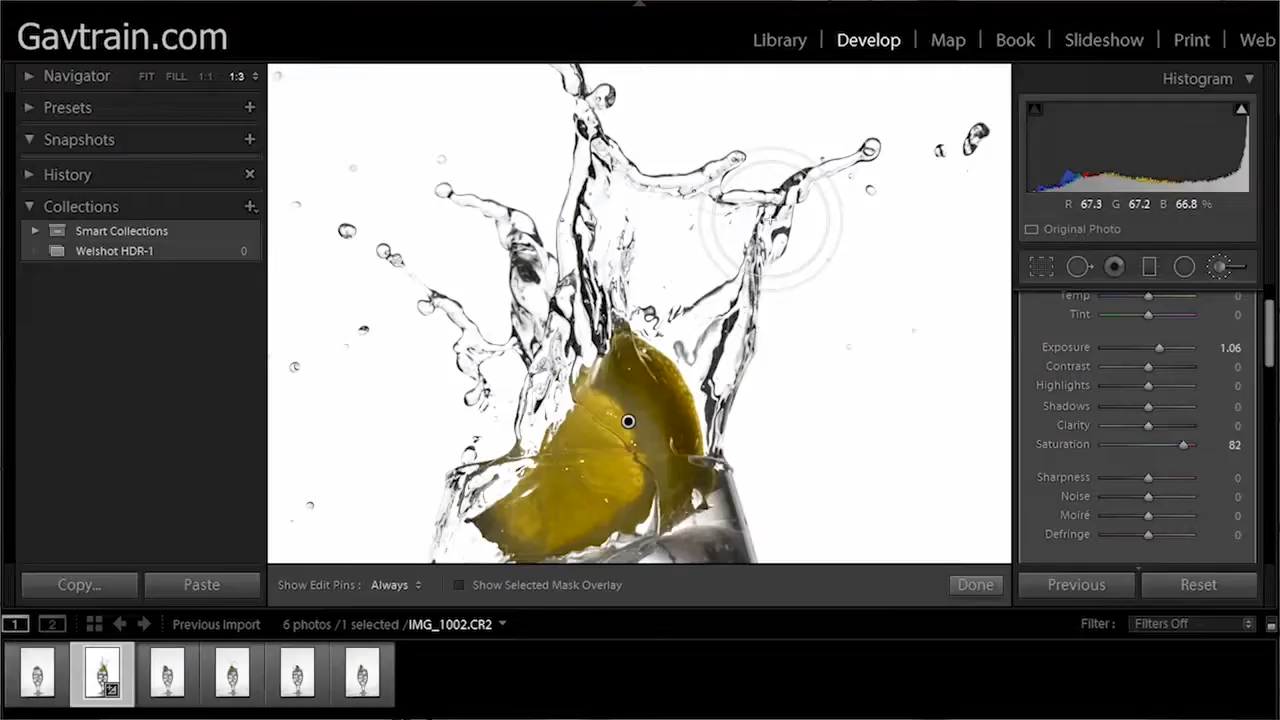 Gavtrain.com
Library | Develop | Map | Book | Slideshow | Print | Web
Navigator FIT FILL 1:1 1:3
Presets
Snapshots
History
Collections
Smart Collections
Welshot HDR-1 0
Copy... Paste
Histogram
R 67.3 G 67.2 B 66.8 %
Original Photo
Temp 0
Tint 0
Exposure 1.06
Contrast 0
Highlights 0
Shadows 0
Clarity 0
Saturation 82
Sharpness 0
Noise 0
Moiré 0
Defringe 0
Previous Reset
Show Edit Pins : Always Show Selected Mask Overlay Done
1 2 Previous Import 6 photos /1 selected /IMG_1002.CR2 Filter : Filters Off